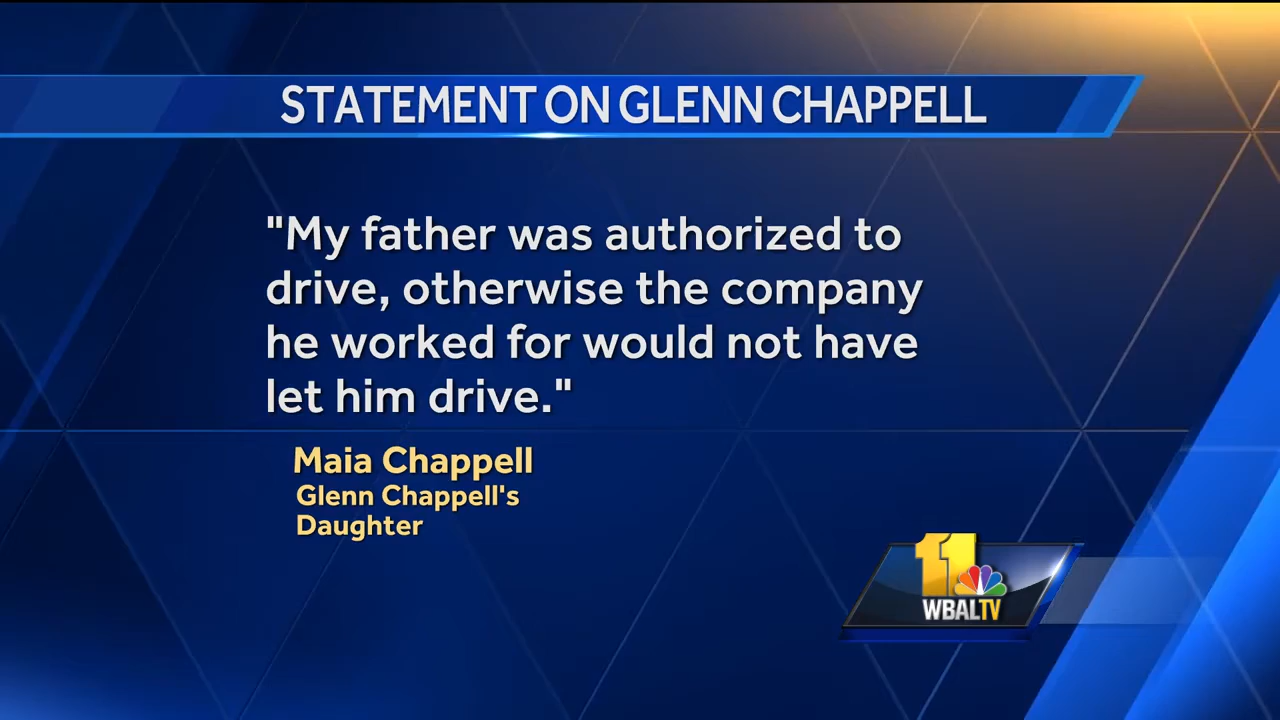 STATEMENT ON GLENN CHAPPELL
"My father was authorized to
drive, otherwise the company
he worked for would not have
let him drive."
Maia Chappell
Glenn Chappell's
Daughter
11
WBALTV